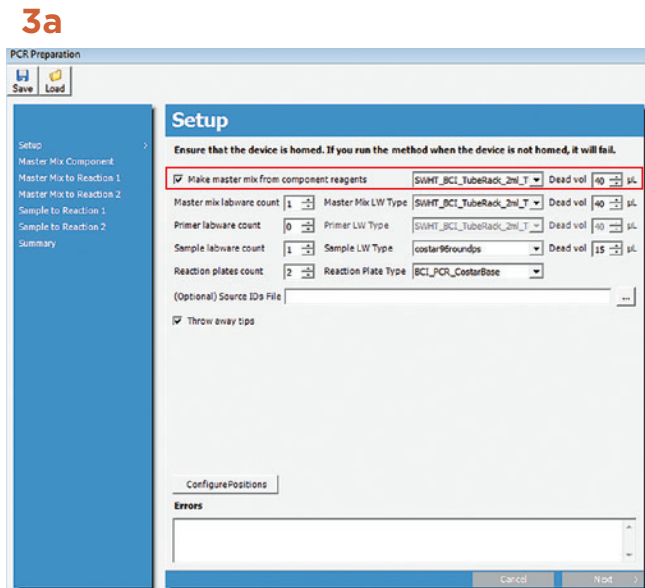 3a
PCR Preparation
Save Load
Setup >
Master Mix Component
Master Mix to Reaction 1
Master Mix to Reaction 2
Sample to Reaction 1
Sample to Reaction 2
Summary
Setup
Ensure that the device is homed. If you run the method when the device is not homed, it will fail.
Make master mix from component reagents SWHT_BCI_TubeRack_2ml_T Dead vol 40 µL
Master mix labware count 1 Master Mix LW Type SWHT_BCI_TubeRack_2ml_T Dead vol 40 µL
Primer labware count 0 Primer LW Type SWHT_BCI_TubeRack_2ml_T Dead vol 40 µL
Sample labware count 1 Sample LW Type costar96roundps Dead vol 15 µL
Reaction plates count 2 Reaction Plate Type BCI_PCR_CostarBase
(Optional) Source IDs File ...
Throw away tips
ConfigurePositions
Errors
Cancel Next >